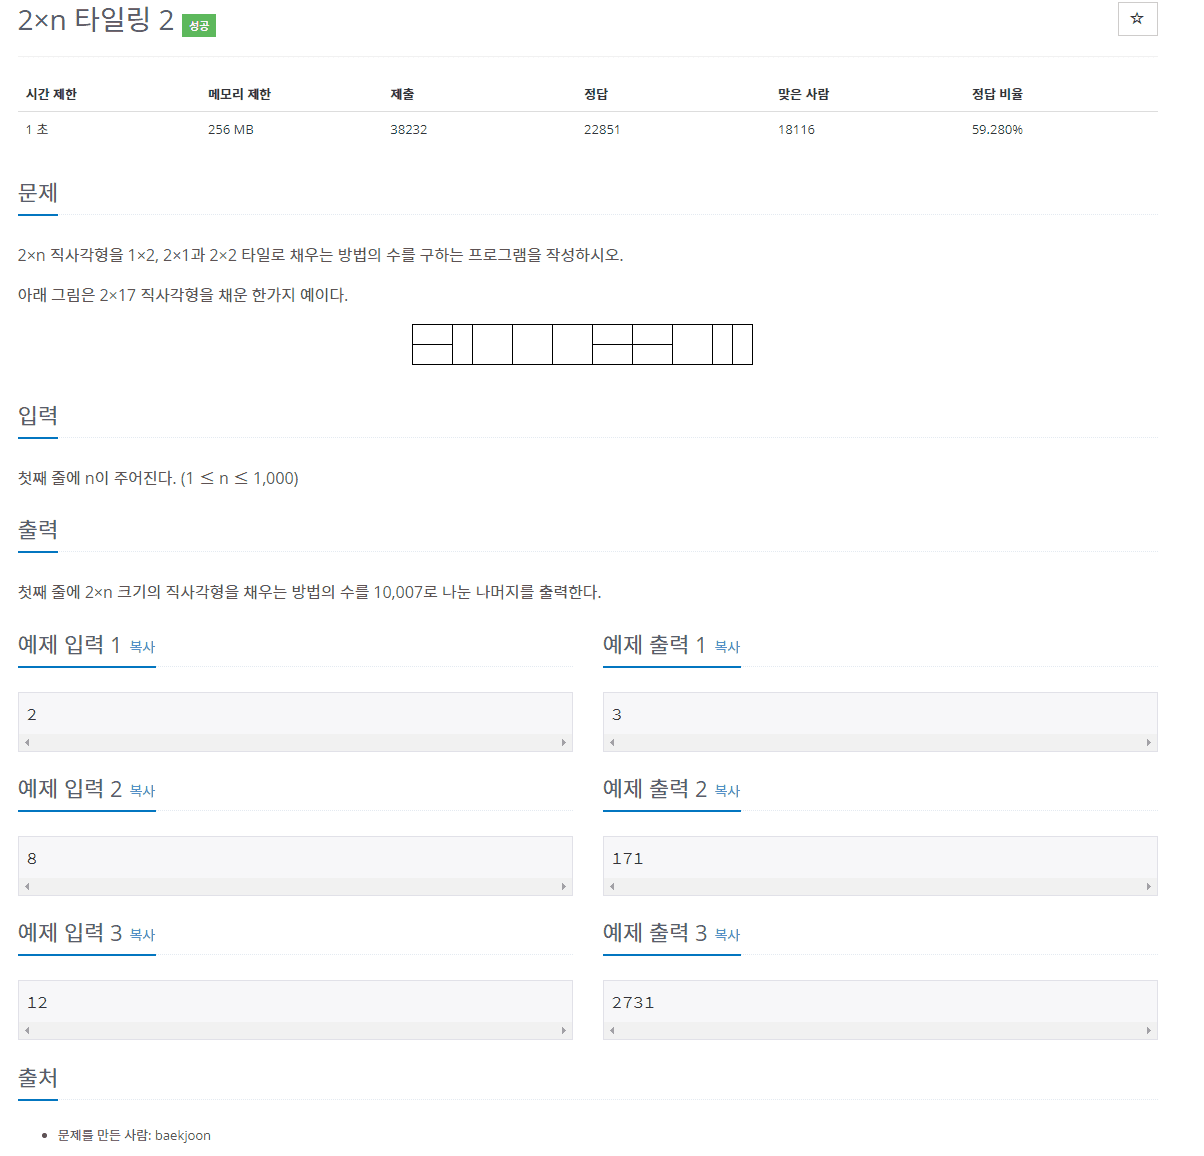 2×n 타일링 2 성공
☆
시간 제한 메모리 제한 제출 정답 맞은 사람 정답 비율
1 초 256 MB 38232 22851 18116 59.280%
문제
2×n 직사각형을 1×2, 2×1과 2×2 타일로 채우는 방법의 수를 구하는 프로그램을 작성하시오.
아래 그림은 2×17 직사각형을 채운 한가지 예이다.
입력
첫째 줄에 n이 주어진다. (1 ≤ n ≤ 1,000)
출력
첫째 줄에 2×n 크기의 직사각형을 채우는 방법의 수를 10,007로 나눈 나머지를 출력한다.
예제 입력 1 복사
2
예제 출력 1 복사
3
예제 입력 2 복사
8
예제 출력 2 복사
171
예제 입력 3 복사
12
예제 출력 3 복사
2731
출처
• 문제를 만든 사람: baekjoon